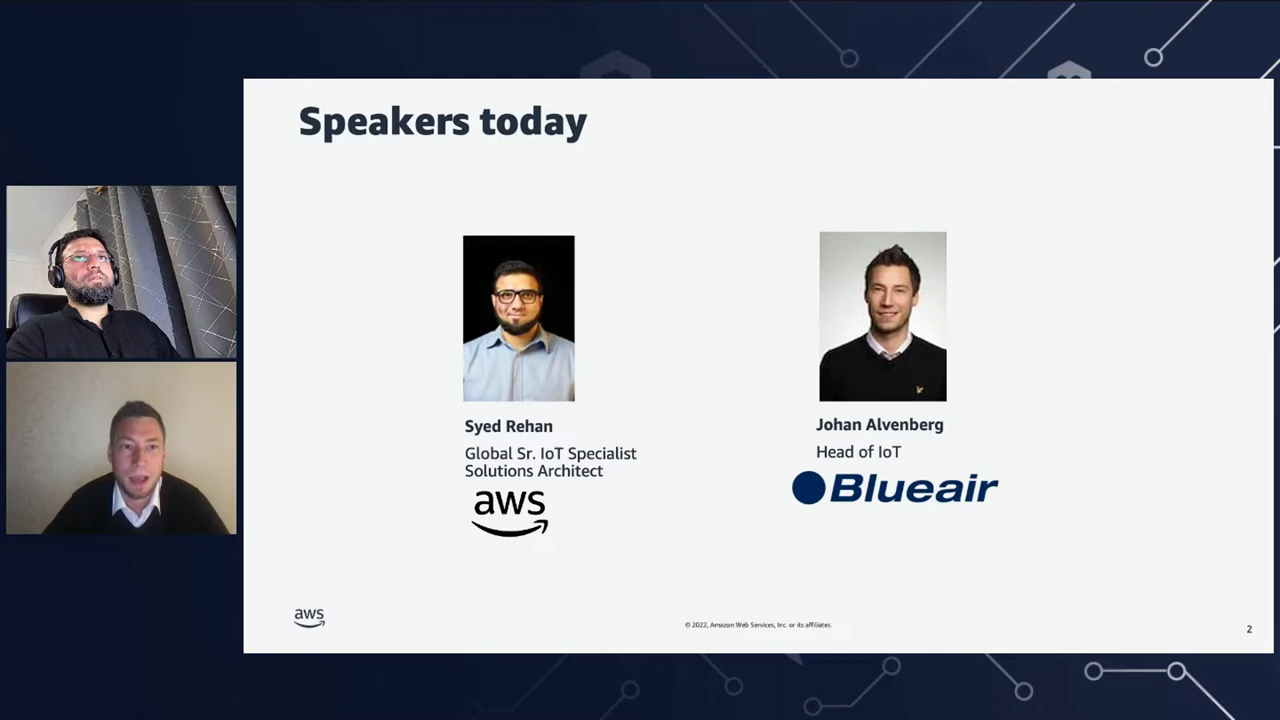 Speakers today
Syed Rehan
Global Sr. IoT Specialist
Solutions Architect
aws
Johan Alvenberg
Head of IoT
Blueair
aws
© 2022, Amazon Web Services, Inc. or its affiliates.
2